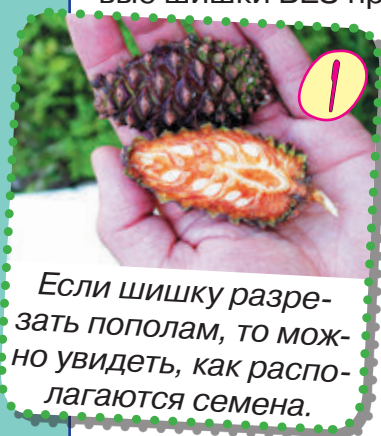 Если шишку разре-
зать пополам, то мож-
но увидеть, как распо-
лагаются семена.